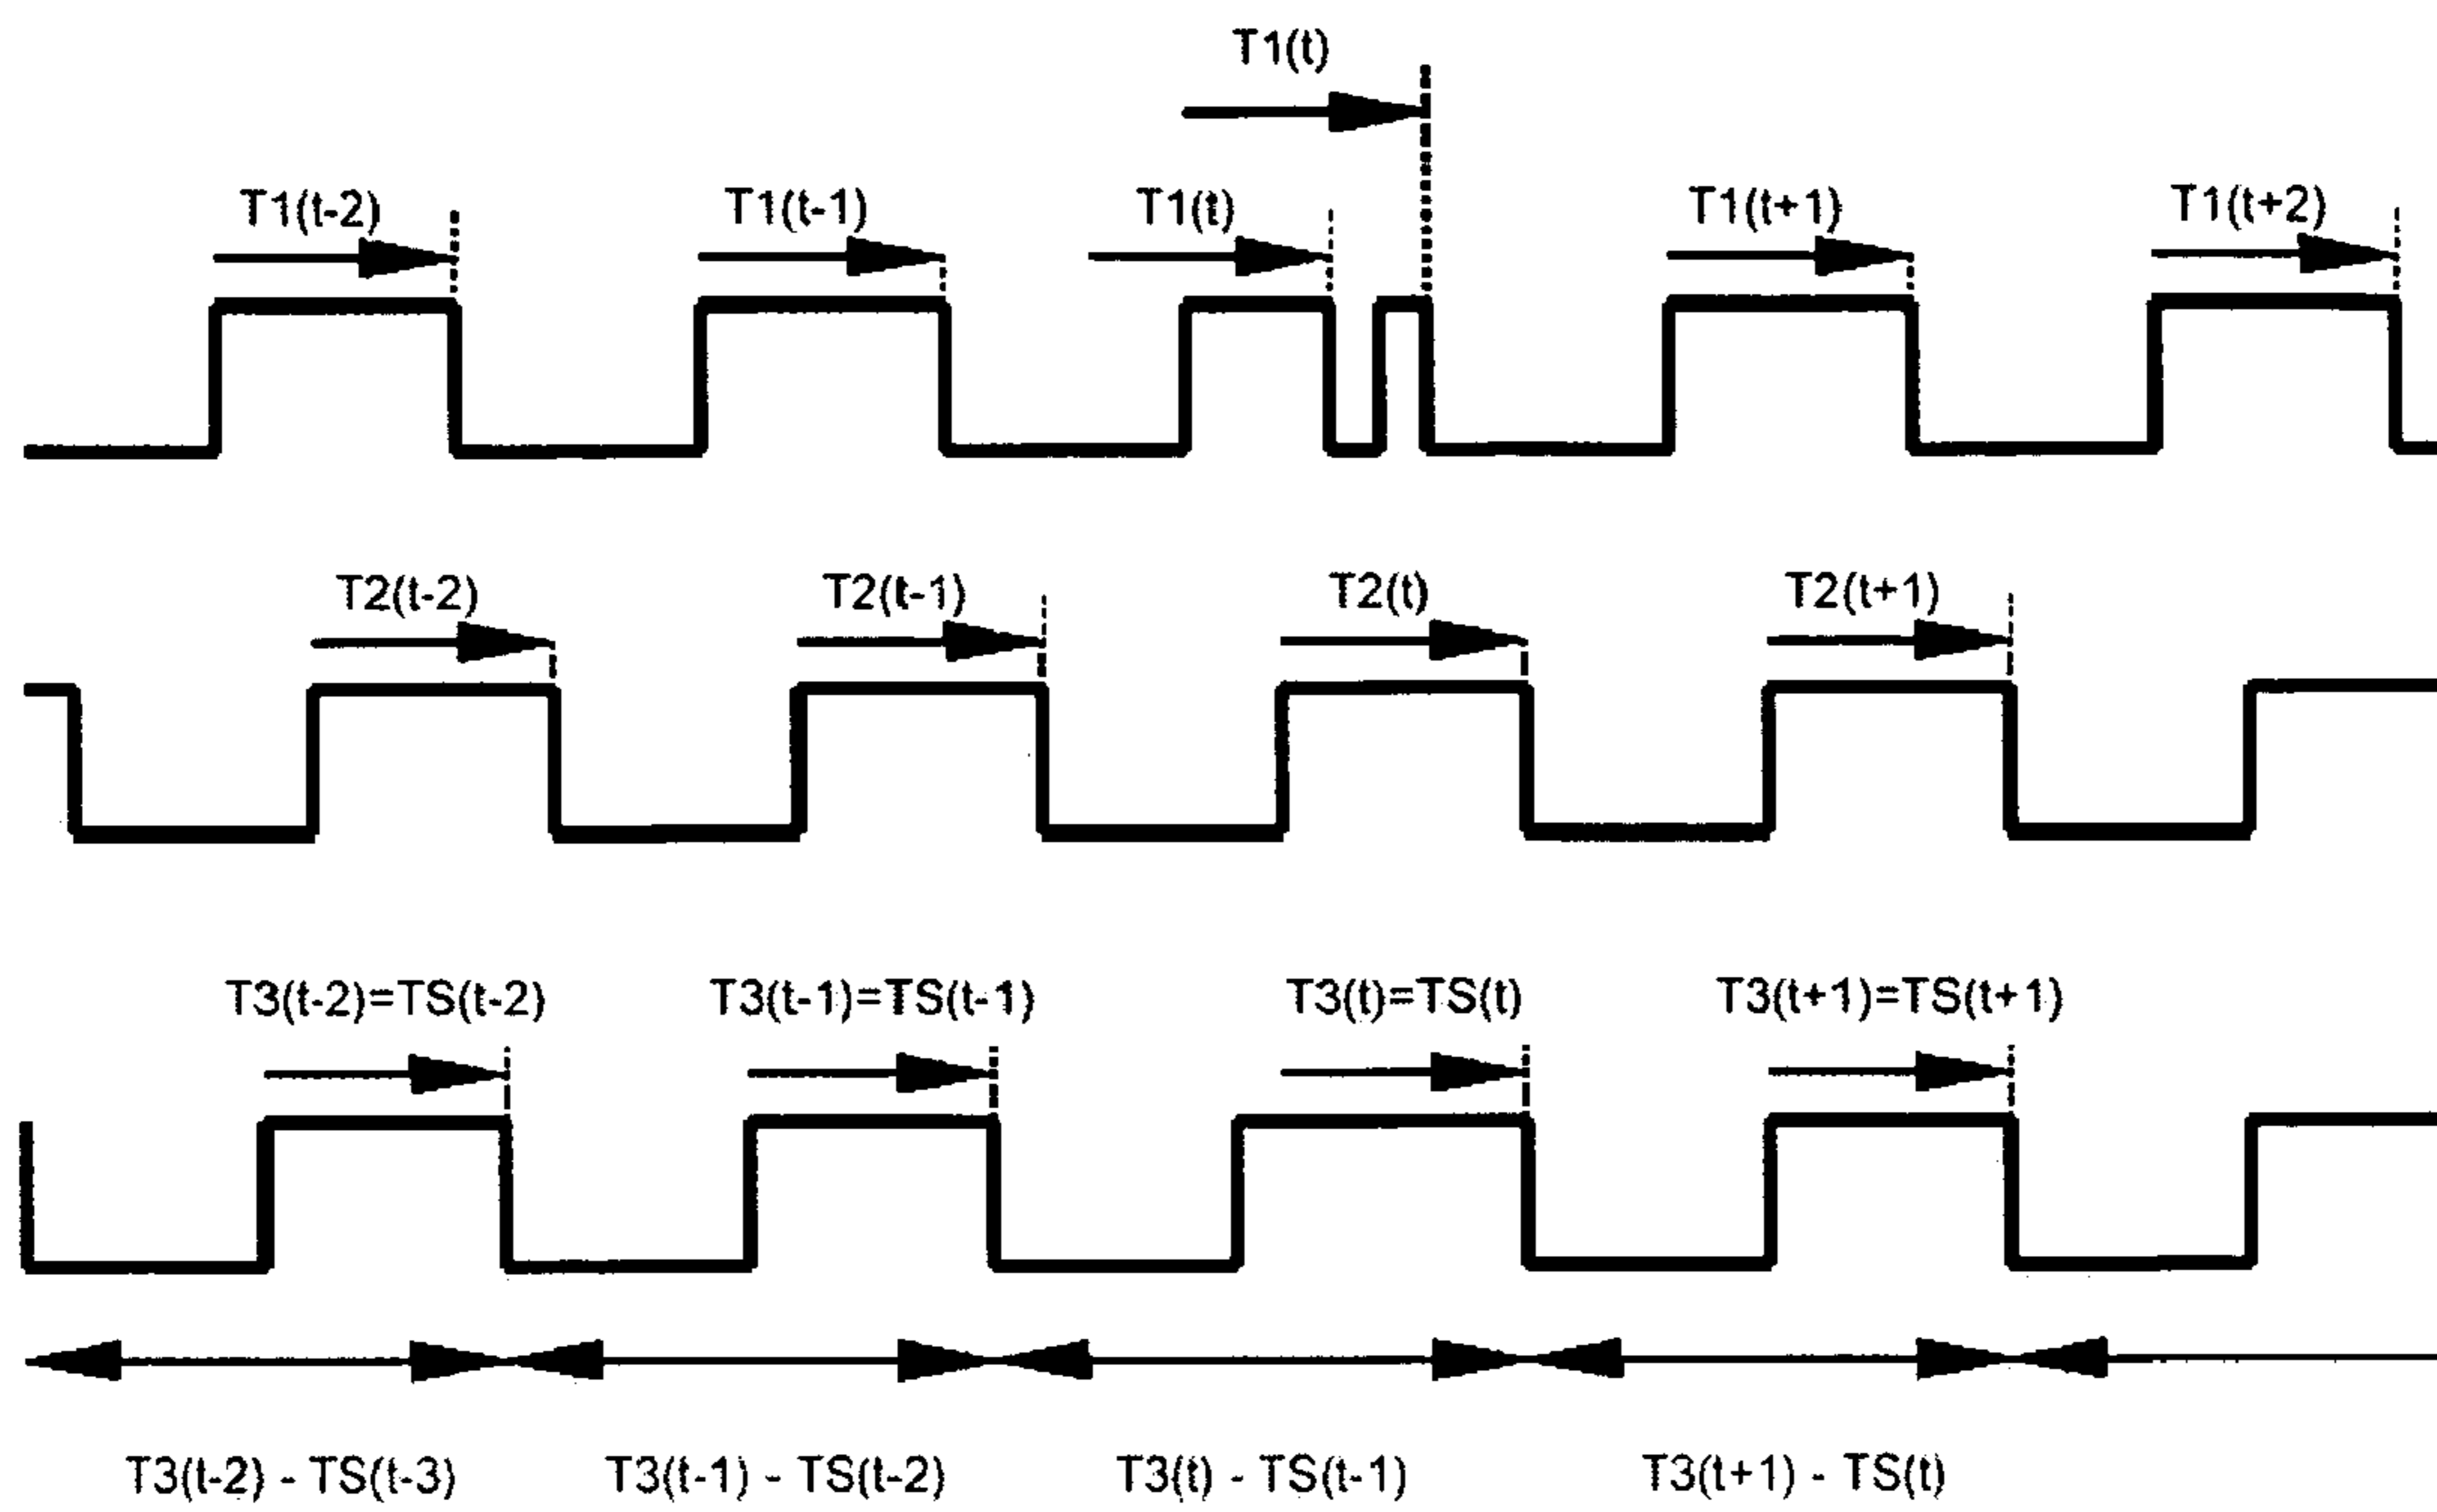 T1(t)
T1(t-2) T1(t-1) T1(t) T1(t+1) T1(t+2)
T2(t-2) T2(t-1) T2(t) T2(t+1)
T3(t-2)=TS(t-2) T3(t-1)=TS(t-1) T3(t)=TS(t) T3(t+1)=TS(t+1)
T3(t-2) - TS(t-3) T3(t-1) - TS(t-2) T3(t) - TS(t-1) T3(t+1) - TS(t)